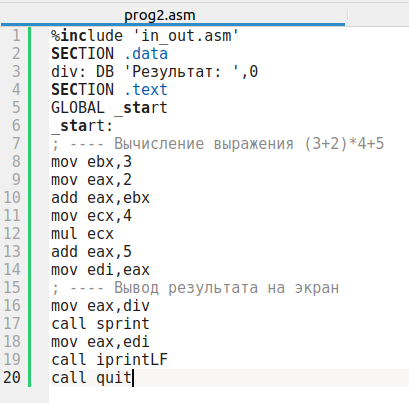 prog2.asm
1 %include 'in_out.asm'
2 SECTION .data
3 div: DB 'Результат: ',0
4 SECTION .text
5 GLOBAL _start
6 _start:
7 ; ---- Вычисление выражения (3+2)*4+5
8 mov ebx,3
9 mov eax,2
10 add eax,ebx
11 mov ecx,4
12 mul ecx
13 add eax,5
14 mov edi,eax
15 ; ---- Вывод результата на экран
16 mov eax,div
17 call sprint
18 mov eax,edi
19 call iprintLF
20 call quit